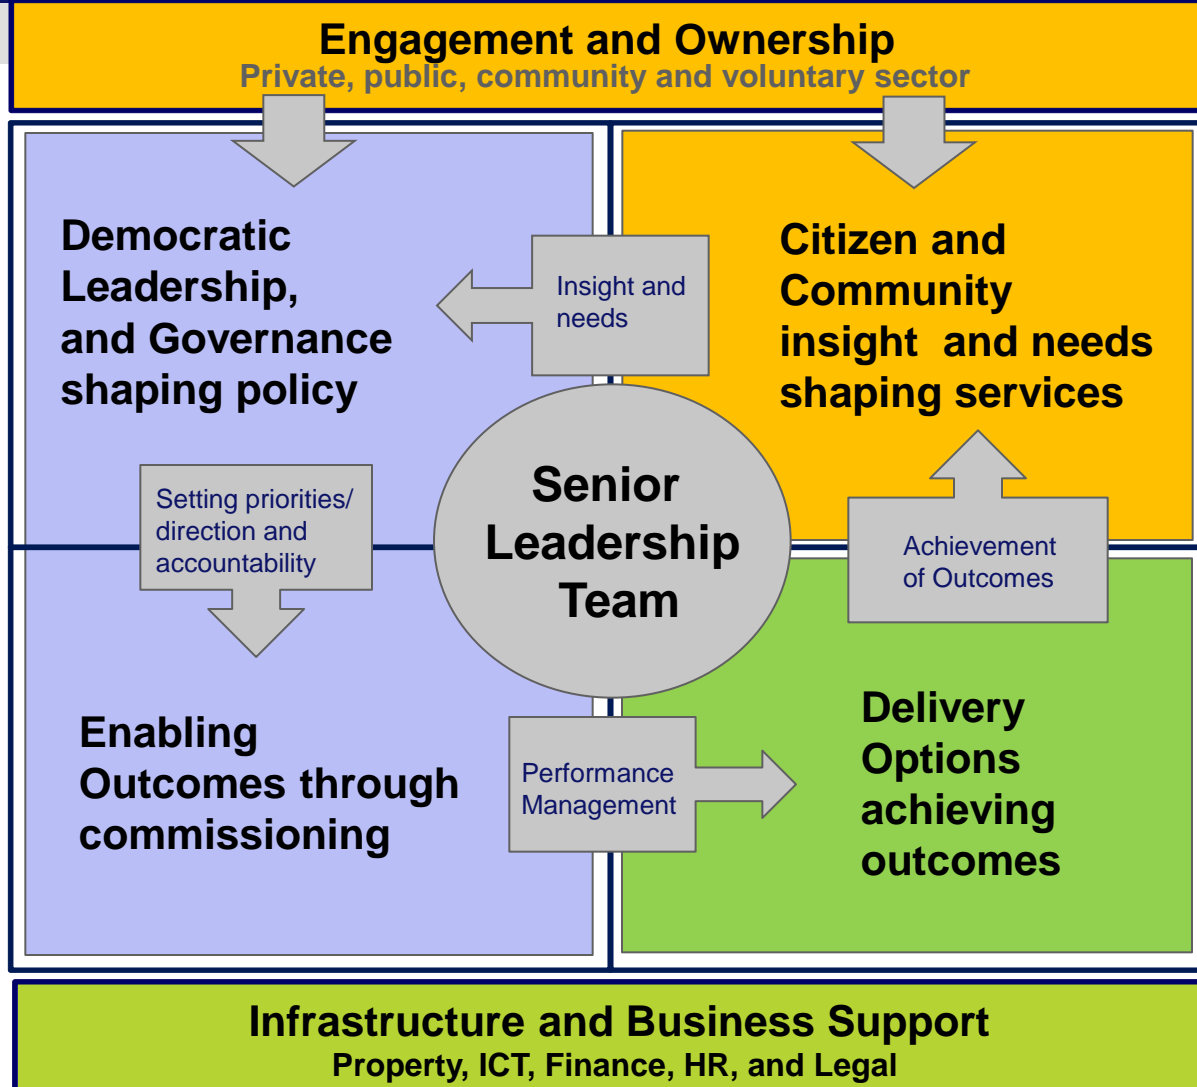 Engagement and Ownership
Private, public, community and voluntary sector
Democratic
Leadership,
and Governance
shaping policy
Insight and
needs
Citizen and
Community
insight  and needs
shaping services
Setting priorities/
direction and
accountability
Senior
Leadership
Team
Achievement
of Outcomes
Enabling
Outcomes through
commissioning
Performance
Management
Delivery
Options
achieving
outcomes
Infrastructure and Business Support
Property, ICT, Finance, HR, and Legal